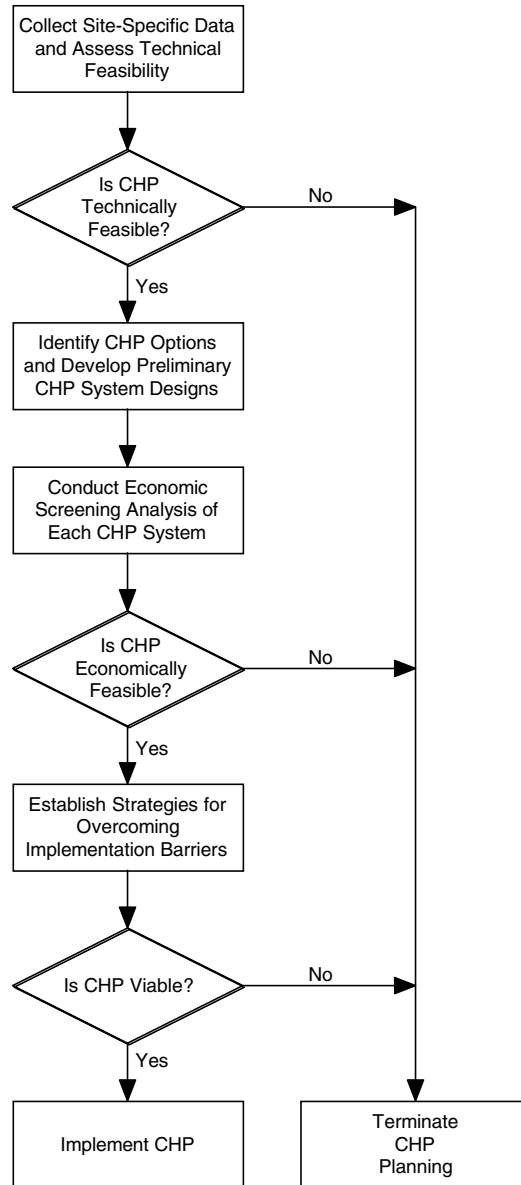 Collect Site-Specific Data
and Assess Technical
Feasibility
Is CHP
Technically
Feasible?
No
Yes
Identify CHP Options
and Develop Preliminary
CHP System Designs
Conduct Economic
Screening Analysis of
Each CHP System
Is CHP
Economically
Feasible?
No
Yes
Establish Strategies for
Overcoming
Implementation Barriers
Is CHP Viable?
No
Yes
Implement CHP
Terminate
CHP
Planning